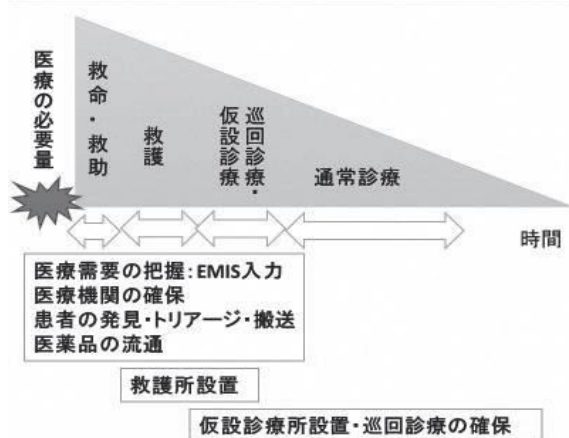 医療の必要量
救命・救助
救護
巡回診療・
仮設診療
通常診療
時間
医療需要の把握：EMIS入力
医療機関の確保
患者の発見・トリアージ・搬送
医薬品の流通
救護所設置
仮設診療所設置・巡回診療の確保